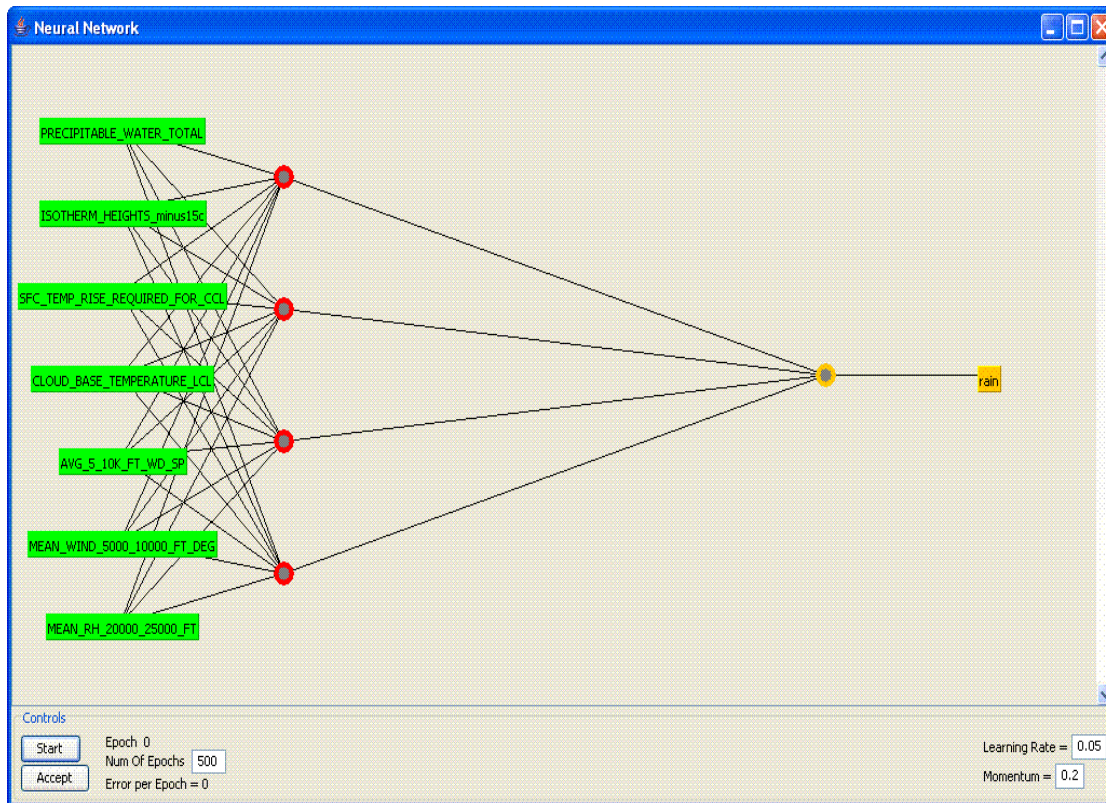 Neural Network
PRECIPITABLE_WATER_TOTAL
ISOTHERM_HEIGHTS_minus15c
SFC_TEMP_RISE_REQUIRED_FOR_CCL
CLOUD_BASE_TEMPERATURE_LCL
AVG_5_10K_FT_WD_SP
MEAN_WIND_5000_10000_FT_DEG
MEAN_RH_20000_25000_FT
rain
Controls
Start
Accept
Epoch 0
Num Of Epochs 500
Error per Epoch = 0
Learning Rate = 0.05
Momentum = 0.2